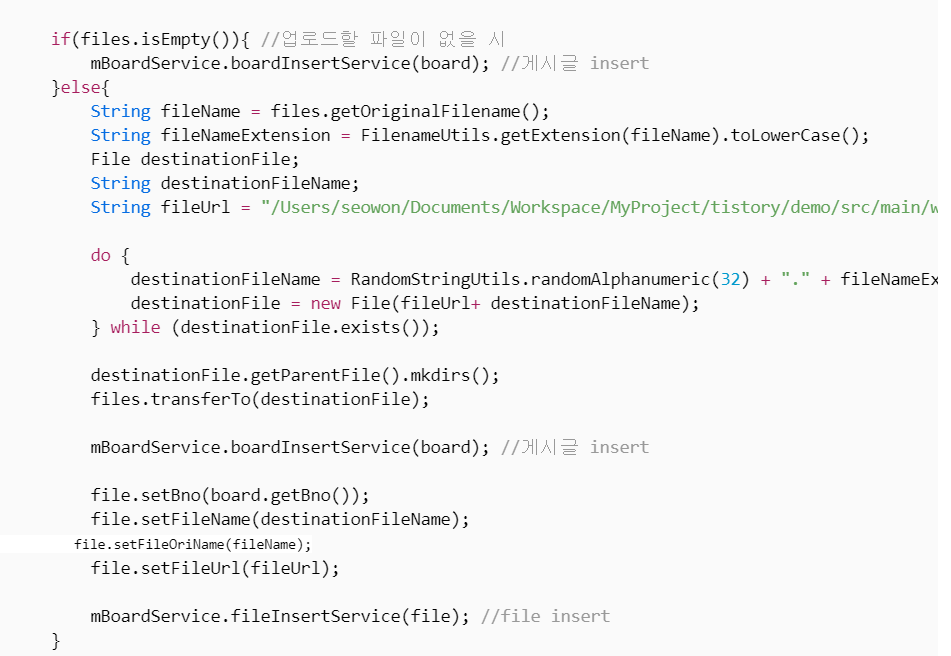 if(files.isEmpty()){ //업로드할 파일이 없을 시
mBoardService.boardInsertService(board); //게시글 insert
}else{
String fileName = files.getOriginalFilename();
String fileNameExtension = FilenameUtils.getExtension(fileName).toLowerCase();
File destinationFile;
String destinationFileName;
String fileUrl = "/Users/seowon/Documents/Workspace/MyProject/tistory/demo/src/main/w
do {
destinationFileName = RandomStringUtils.randomAlphanumeric(32) + "." + fileNameEx
destinationFile = new File(fileUrl+ destinationFileName);
} while (destinationFile.exists());
destinationFile.getParentFile().mkdirs();
files.transferTo(destinationFile);
mBoardService.boardInsertService(board); //게시글 insert
file.setBno(board.getBno());
file.setFileName(destinationFileName);
file.setFileOriName(fileName);
file.setFileUrl(fileUrl);
mBoardService.fileInsertService(file); //file insert
}